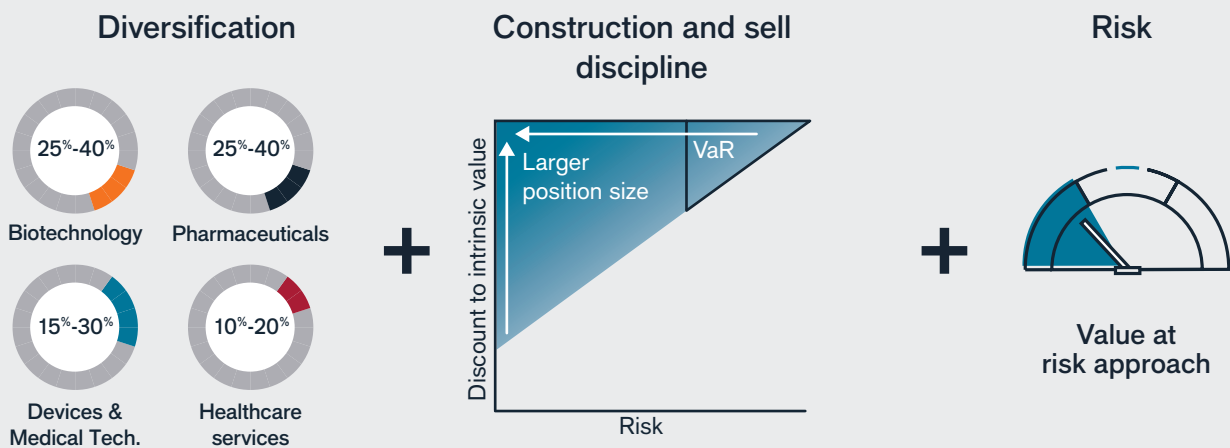 Diversification
25%-40%
Biotechnology
25%-40%
Pharmaceuticals
15%-30%
Devices &
Medical Tech.
10%-20%
Healthcare
services
+
Construction and sell
discipline
Discount to intrinsic value
Larger
position size
VaR
Risk
+
Risk
Value at
risk approach